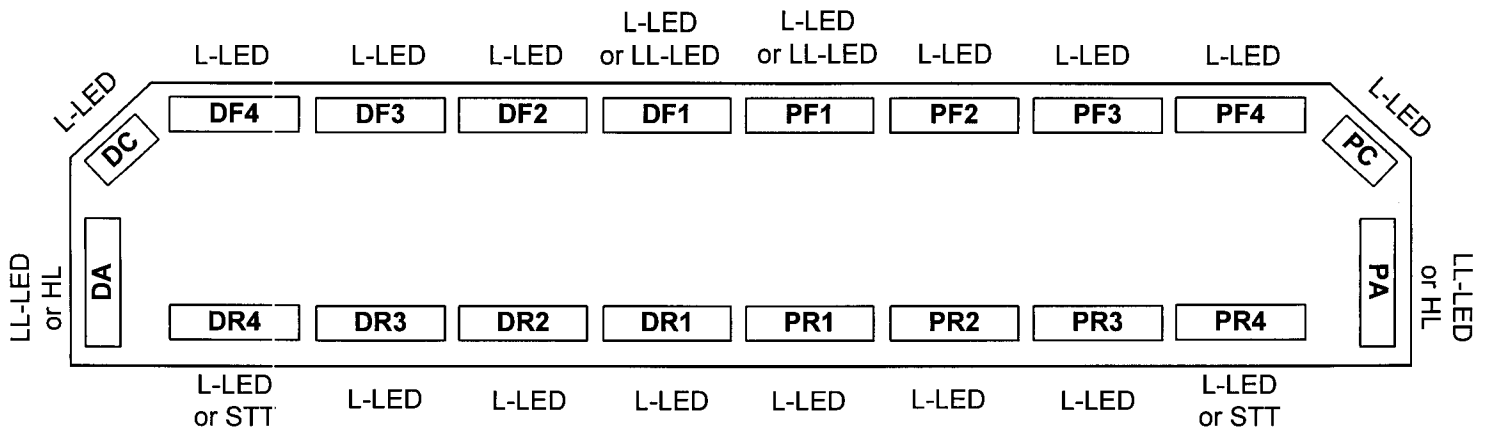 L-LED
or LL-LED
L-LED
or LL-LED
L-LED
L-LED
L-LED
L-LED
L-LED
L-LED
L-LED
L-LED
DF4
DF3
DF2
DF1
PF1
PF2
PF3
PF4
DC
PC
LL-LED
or HL
DA
PA
LL-LED
or HL
DR4
DR3
DR2
DR1
PR1
PR2
PR3
PR4
L-LED
or STT
L-LED
L-LED
L-LED
L-LED
L-LED
L-LED
L-LED
or STT